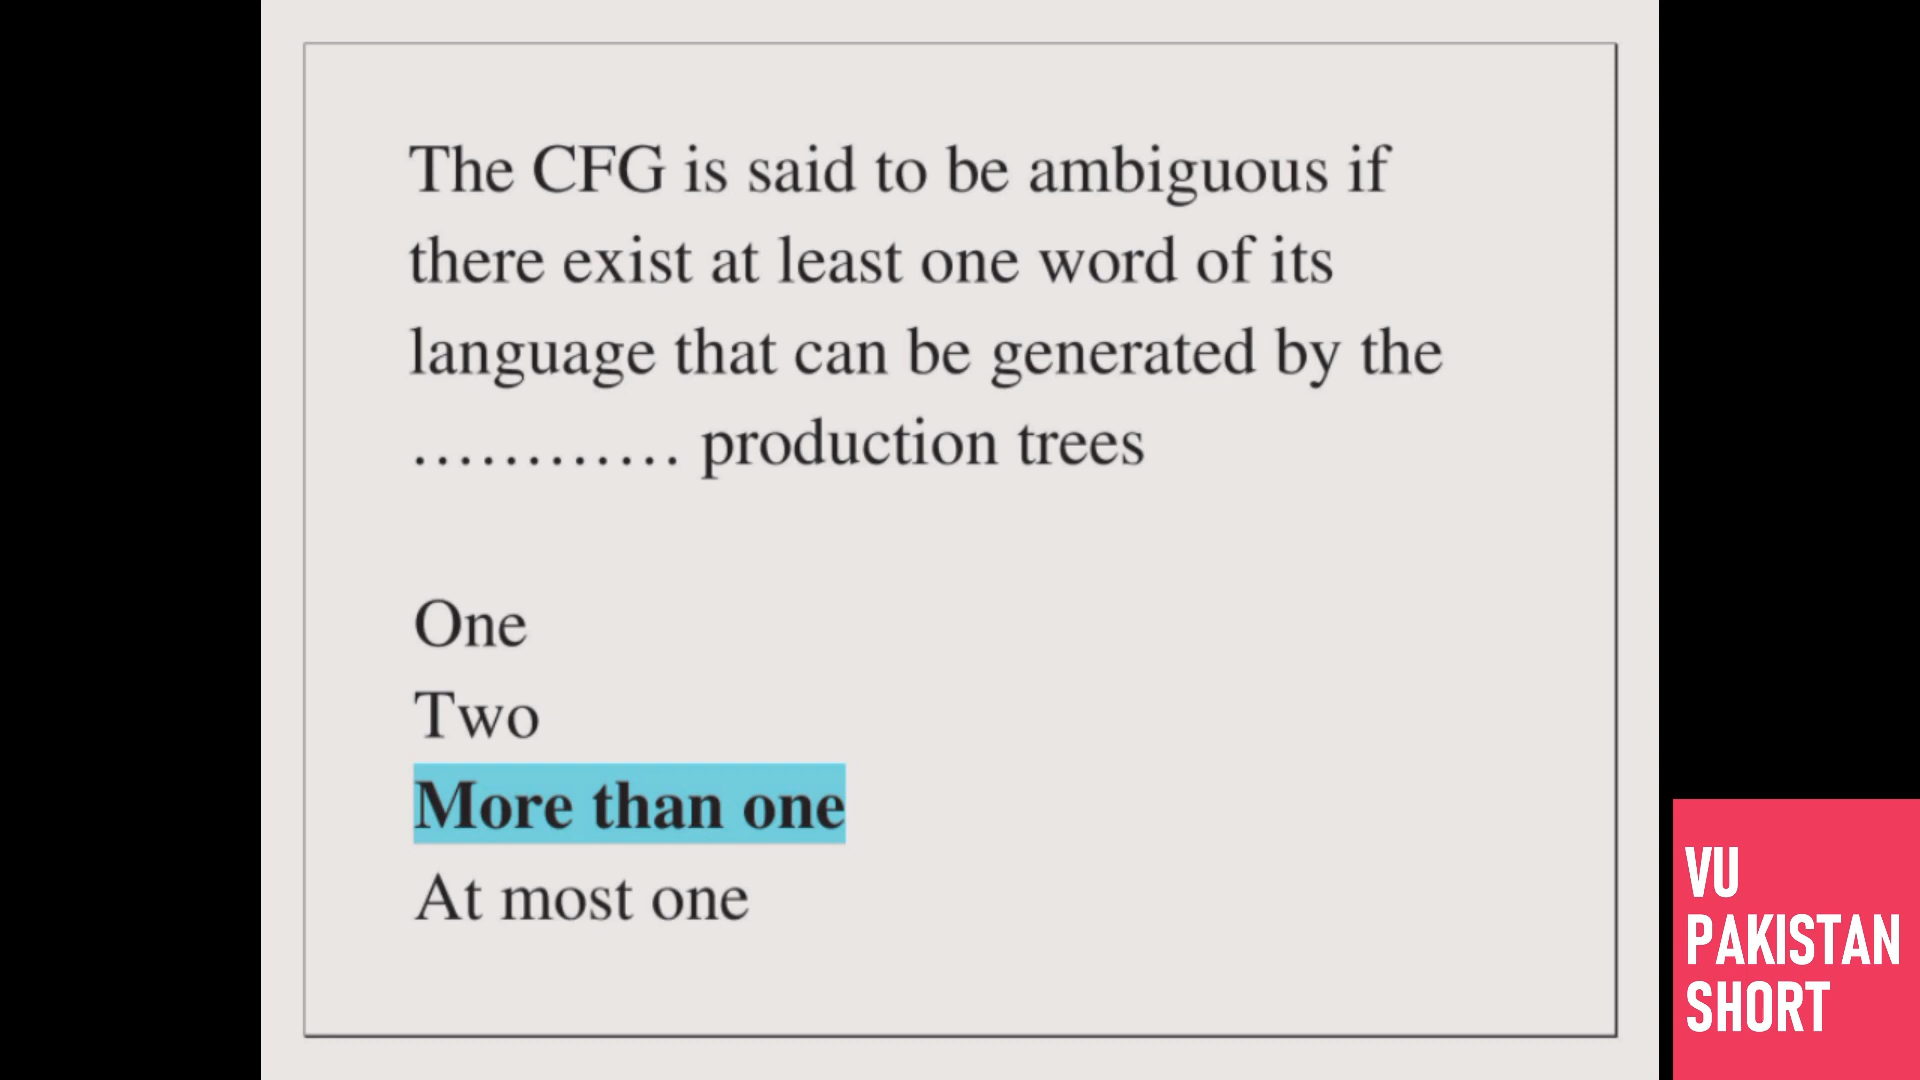 The CFG is said to be ambiguous if
there exist at least one word of its
language that can be generated by the
………… production trees
One
Two
More than one
At most one
VU
PAKISTAN
SHORT